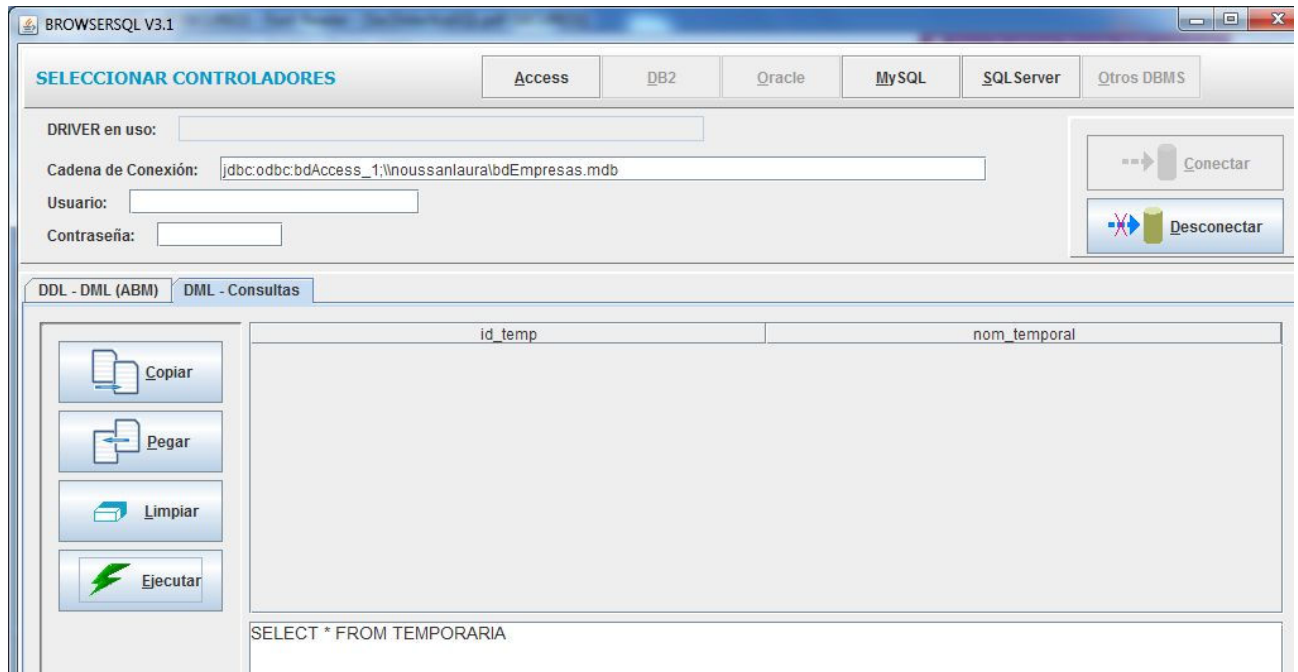 BROWSERSQL V3.1
SELECCIONAR CONTROLADORES Access DB2 Oracle MySQL SQLServer Otros DBMS
DRIVER en uso:
Cadena de Conexión: jdbc:odbc:bdAccess_1;\\noussanlaura\bdEmpresas.mdb
Conectar
Usuario:
Contraseña:
Desconectar
DDL - DML (ABM) DML - Consultas
id_temp nom_temporal
Copiar
Pegar
Limpiar
Ejecutar
SELECT * FROM TEMPORARIA